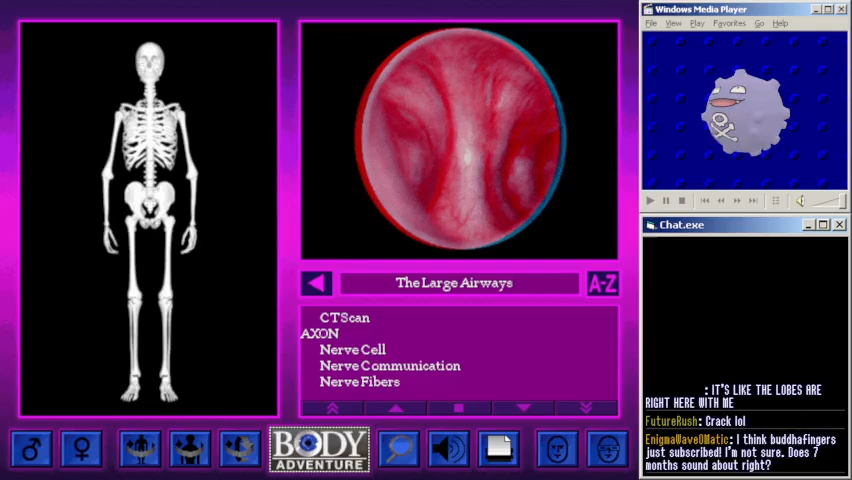 Windows Media Player
File View Play Favorites Go Help
The Large Airways
A-Z
CT Scan
AXON
Nerve Cell
Nerve Communication
Nerve Fibers
BODY
ADVENTURE
Chat.exe
: IT'S LIKE THE LOBES ARE
RIGHT HERE WITH ME
FutureRush: Crack lol
EnigmaWaveOMatic: I think buddhafingers
just subscribed! I'm not sure. Does 7
months sound about right?